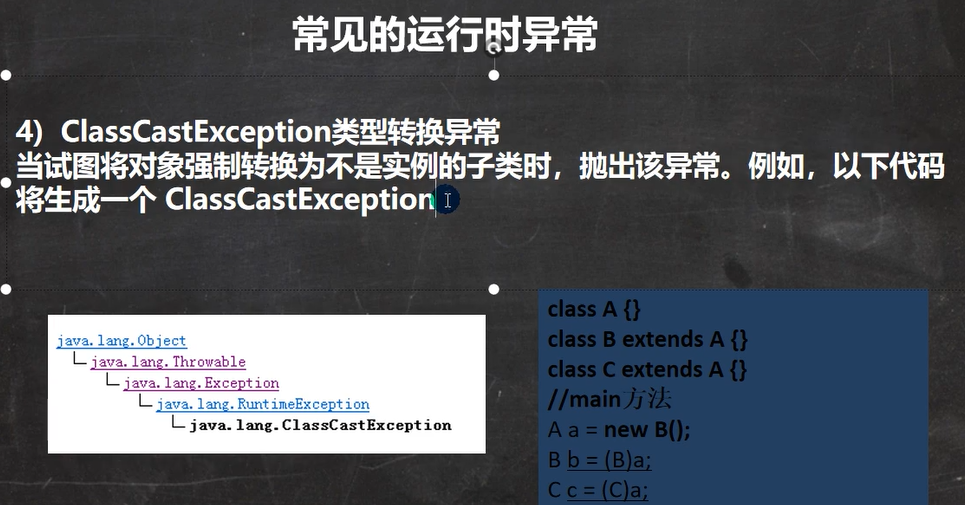 常见的运行时异常
4）ClassCastException类型转换异常
当试图将对象强制转换为不是实例的子类时，抛出该异常。例如，以下代码
将生成一个 ClassCastException
java.lang.Object
java.lang.Throwable
java.lang.Exception
java.lang.RuntimeException
java.lang.ClassCastException
class A {}
class B extends A {}
class C extends A {}
//main方法
A a = new B();
B b = (B)a;
C c = (C)a;